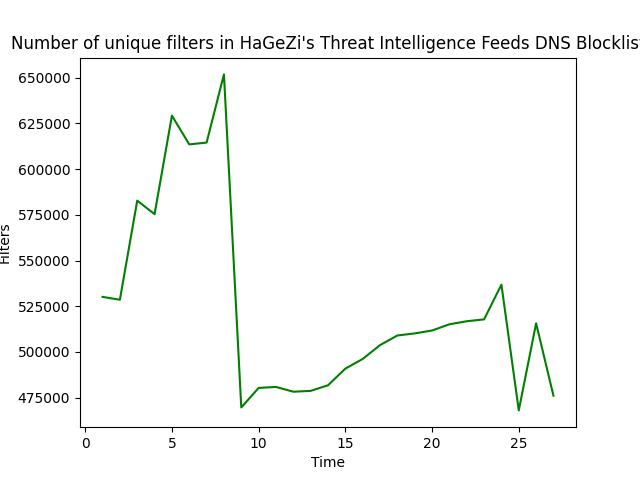 Number of unique filters in HaGeZi's Threat Intelligence Feeds DNS Blocklis
650000
625000
600000
575000
550000
525000
500000
475000
Filters
0 5 10 15 20 25
Time